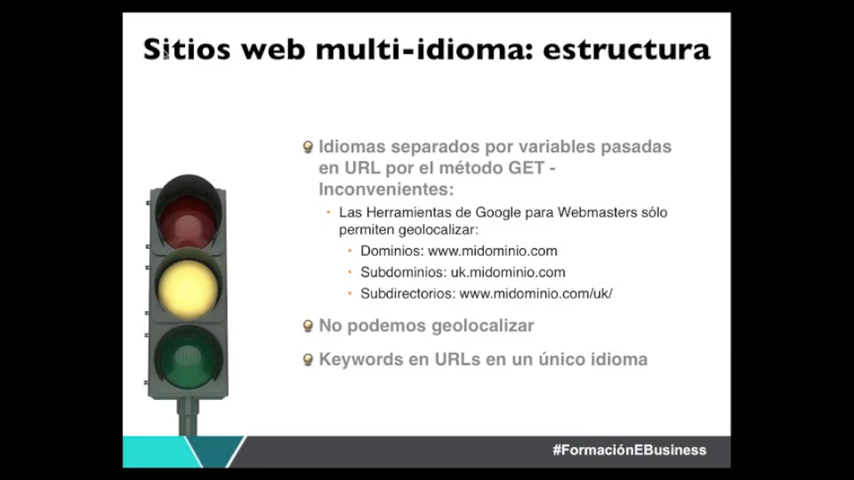 Sitios web multi-idioma: estructura
Idiomas separados por variables pasadas
en URL por el método GET -
Inconvenientes:
Las Herramientas de Google para Webmasters sólo
permiten geolocalizar:
Dominios: www.midominio.com
Subdominios: uk.midominio.com
Subdirectorios: www.midominio.com/uk/
No podemos geolocalizar
Keywords en URLs en un único idioma
#FormaciónEBusiness